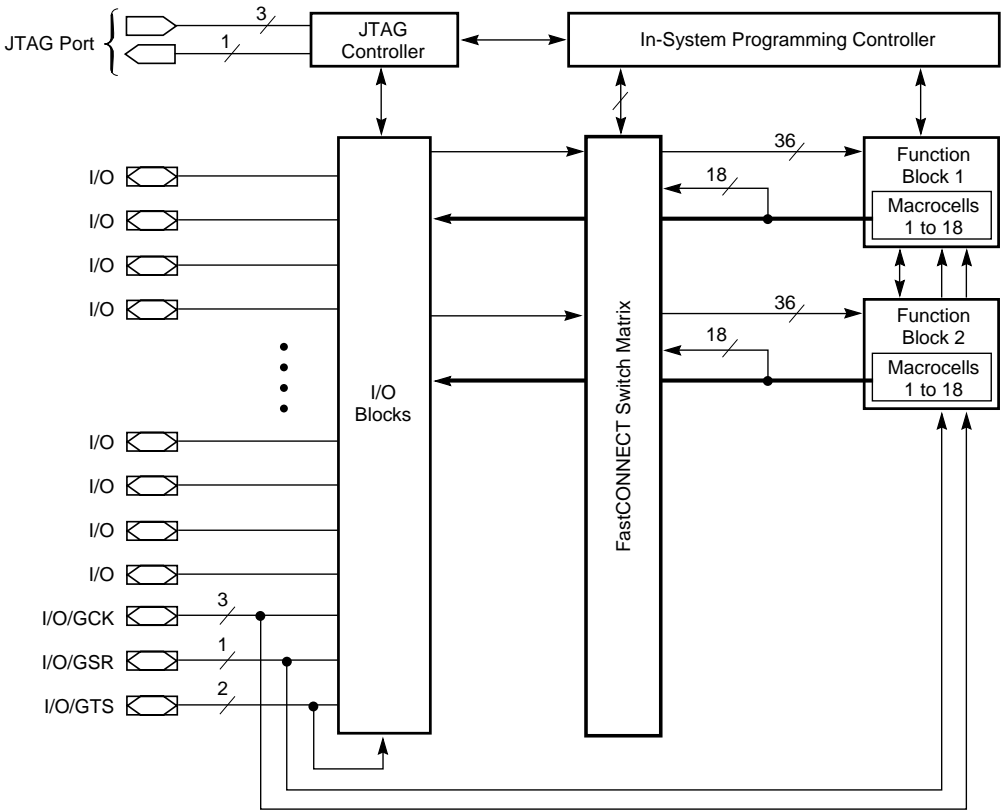 JTAG Port
3
1
JTAG
Controller
In-System Programming Controller
I/O
I/O
I/O
I/O
I/O
I/O
I/O
I/O
I/O/GCK
3
I/O/GSR
1
I/O/GTS
2
I/O
Blocks
FastCONNECT Switch Matrix
36
18
Function
Block 1
Macrocells
1 to 18
36
18
Function
Block 2
Macrocells
1 to 18